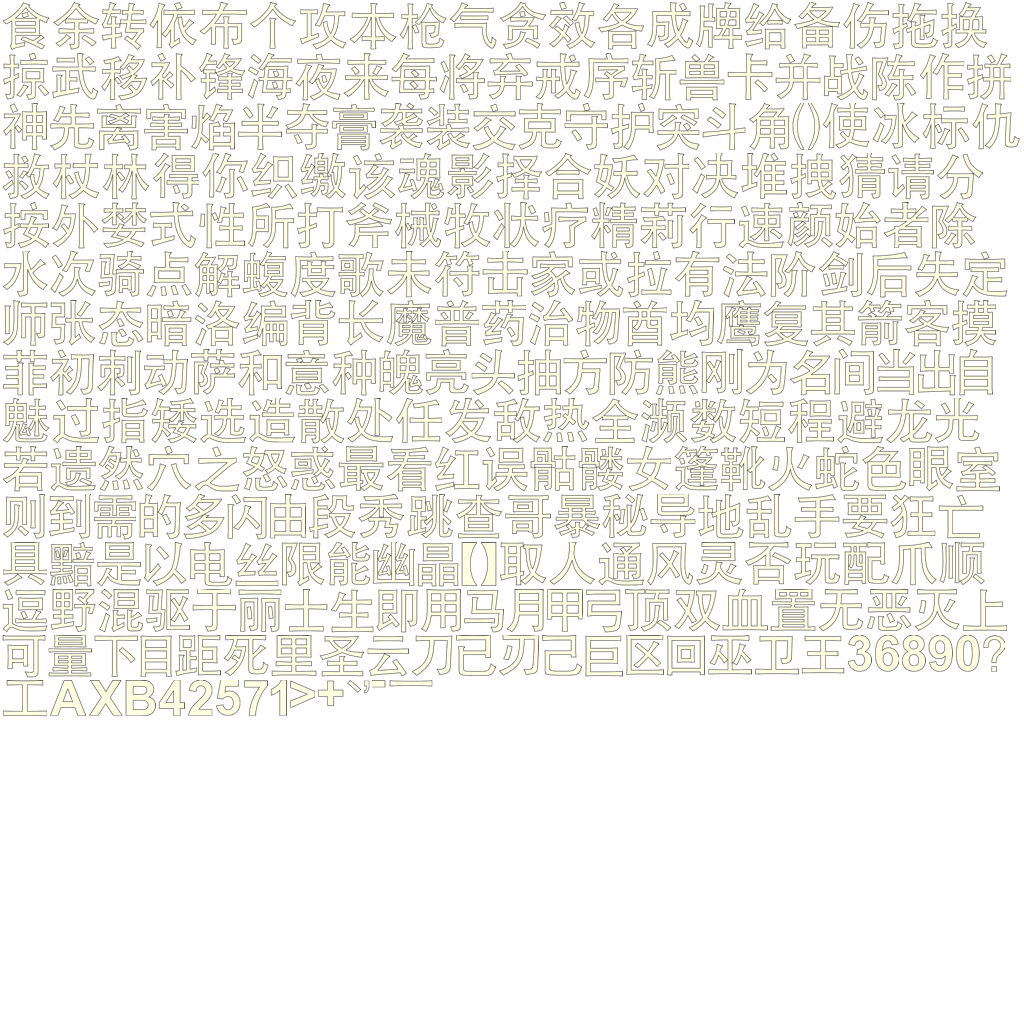 食余转依布个攻本枪气贪效各成牌给备伤拖换
掠武移补锋海夜来每将弃戒序斩兽卡并战陈作拼
神先离害焰半夺膏袭装交克守护突斗角()使冰标仇
救杖林得你织缴该魂影择合妖对决堆拽猜请分
按外婪式性所打斧械牧状疗精莉行速颜始者除
水次骑点解蝮度歌未符击家或拉有法阶剑后失定
师张态暗洛编背长魔普药治物酋均鹰复其箭客摸
菲初刺动萨和意种魄亮头抽方防熊刚为名间当出自
魅过指矮选造散处任发敌热全濒数短程避龙光
若遗然穴之怒惑最看红误骷髅女篷靴火蛇色眼室
则到需的多闪由段秀跳查哥暴秘导地乱手要狂亡
具黯是以电丝限能幽晶【】取人通风灵否玩配爪顺
逗野混驱于丽士生即用马月甲弓顶双血置无恶灭上
可量下目距死里圣云刀已刃己巨区回巫卫王36890?
工AXB42571>+